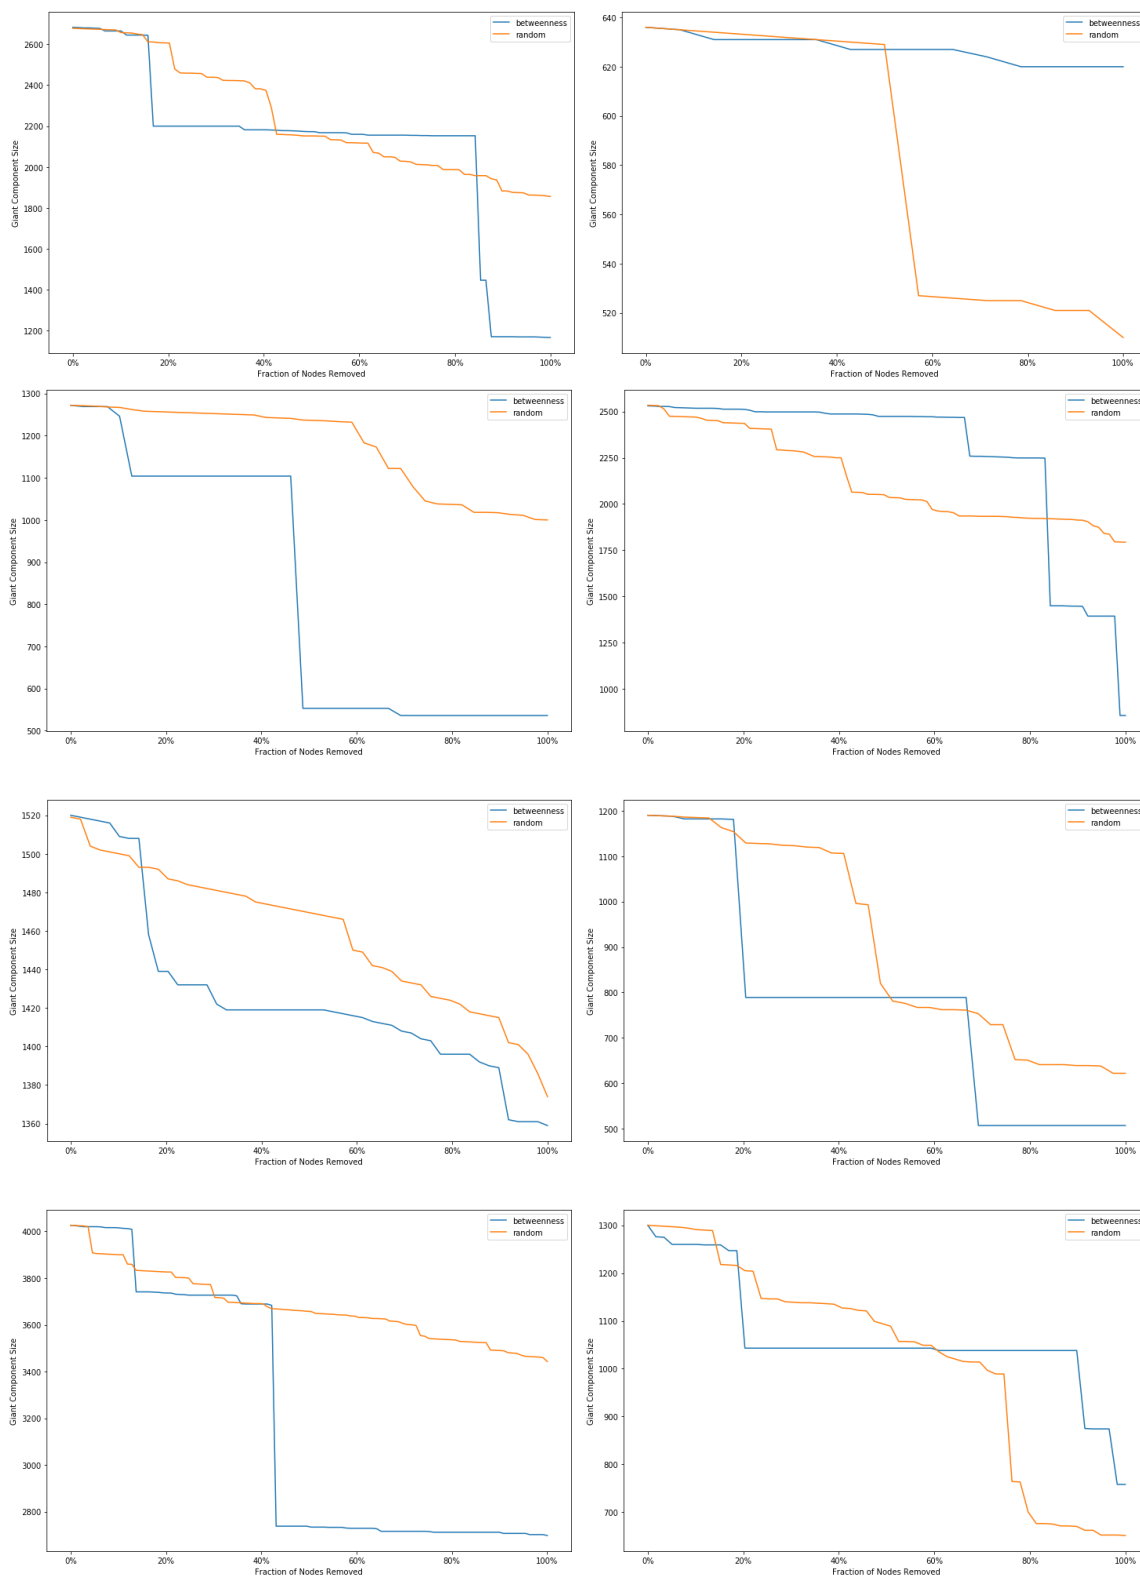 betweenness
random
Giant Component Size
2600
2400
2200
2000
1800
1600
1400
1200
0% 20% 40% 60% 80% 100%
Fraction of Nodes Removed
betweenness
random
Giant Component Size
640
620
600
580
560
540
520
0% 20% 40% 60% 80% 100%
Fraction of Nodes Removed
betweenness
random
Giant Component Size
1300
1200
1100
1000
900
800
700
600
500
0% 20% 40% 60% 80% 100%
Fraction of Nodes Removed
betweenness
random
Giant Component Size
2500
2250
2000
1750
1500
1250
1000
0% 20% 40% 60% 80% 100%
Fraction of Nodes Removed
betweenness
random
Giant Component Size
1520
1500
1480
1460
1440
1420
1400
1380
1360
0% 20% 40% 60% 80% 100%
Fraction of Nodes Removed
betweenness
random
Giant Component Size
1200
1100
1000
900
800
700
600
500
0% 20% 40% 60% 80% 100%
Fraction of Nodes Removed
betweenness
random
Giant Component Size
4000
3800
3600
3400
3200
3000
2800
0% 20% 40% 60% 80% 100%
Fraction of Nodes Removed
betweenness
random
Giant Component Size
1300
1200
1100
1000
900
800
700
0% 20% 40% 60% 80% 100%
Fraction of Nodes Removed